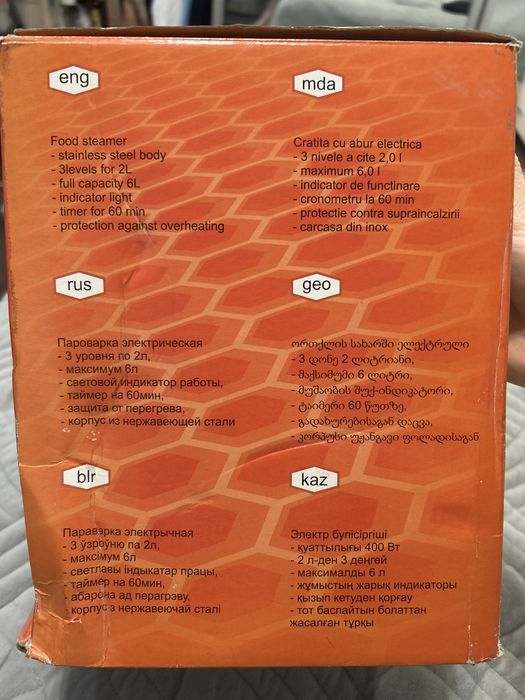 eng
Food steamer
- stainless steel body
- 3levels for 2L
- full capacity 6L
- indicator light
- timer for 60 min
- protection against overheating
mda
Cratita cu abur electrica
- 3 nivele a cite 2,0 l
- maximum 6,0 l
- indicator de functinare
- cronometru la 60 min
- protectie contra supraincalzirii
- carcasa din inox
rus
Пароварка электрическая
- 3 уровня по 2л,
- максимум 6л
- световой индикатор работы,
- таймер на 60мин,
- защита от перегрева,
- корпус из нержавеющей стали
geo
ორთქლის სახარში ელექტრული
- 3 დონე 2 ლიტრიანი,
- მაქსიმუმი 6 ლიტრი,
- მუშაობის შუქ-ინდიკატორი,
- ტაიმერი 60 წუთზე,
- გადახურებისაგან დაცვა,
- კორპუსი უჟანგავი ფოლადისაგან
blr
Параварка электрычная
- 3 ўзроўню па 2л,
- максімум 6л
- светлавы індыкатар працы,
- таймер на 60мин,
- абарона ад перагрэву,
- корпус з нержавеючай сталі
kaz
Электр бупісіргіші
- қуаттылығы 400 Вт
- 2 л-ден 3 деңгей
- максималды 6 л
- жұмыстың жарық индикаторы
- қызып кетуден қорғау
- тот баспайтын болаттан
жасалған тұрқы